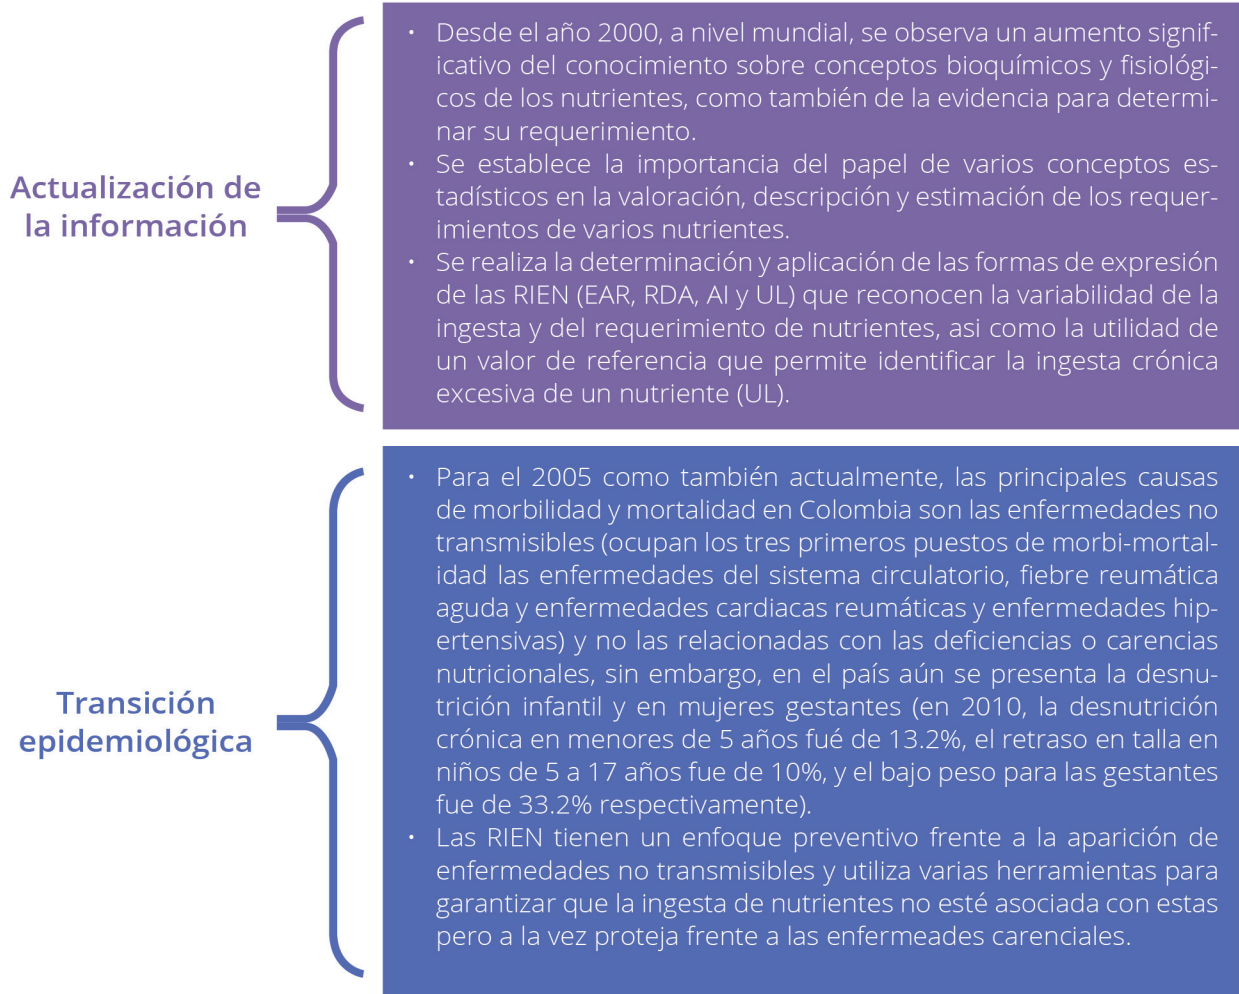 Actualización de
la información
• Desde el año 2000, a nivel mundial, se observa un aumento signif-
icativo del conocimiento sobre conceptos bioquímicos y fisiológi-
cos de los nutrientes, como también de la evidencia para determi-
nar su requerimiento.
• Se establece la importancia del papel de varios conceptos es-
tadísticos en la valoración, descripción y estimación de los requer-
imientos de varios nutrientes.
• Se realiza la determinación y aplicación de las formas de expresión
de las RIEN (EAR, RDA, AI y UL) que reconocen la variabilidad de la
ingesta y del requerimiento de nutrientes, asi como la utilidad de
un valor de referencia que permite identificar la ingesta crónica
excesiva de un nutriente (UL).
Transición
epidemiológica
• Para el 2005 como también actualmente, las principales causas
de morbilidad y mortalidad en Colombia son las enfermedades no
transmisibles (ocupan los tres primeros puestos de morbi-mortal-
idad las enfermedades del sistema circulatorio, fiebre reumática
aguda y enfermedades cardiacas reumáticas y enfermedades hip-
ertensivas) y no las relacionadas con las deficiencias o carencias
nutricionales, sin embargo, en el país aún se presenta la desnu-
trición infantil y en mujeres gestantes (en 2010, la desnutrición
crónica en menores de 5 años fué de 13.2%, el retraso en talla en
niños de 5 a 17 años fue de 10%, y el bajo peso para las gestantes
fue de 33.2% respectivamente).
• Las RIEN tienen un enfoque preventivo frente a la aparición de
enfermedades no transmisibles y utiliza varias herramientas para
garantizar que la ingesta de nutrientes no esté asociada con estas
pero a la vez proteja frente a las enfermeades carenciales.